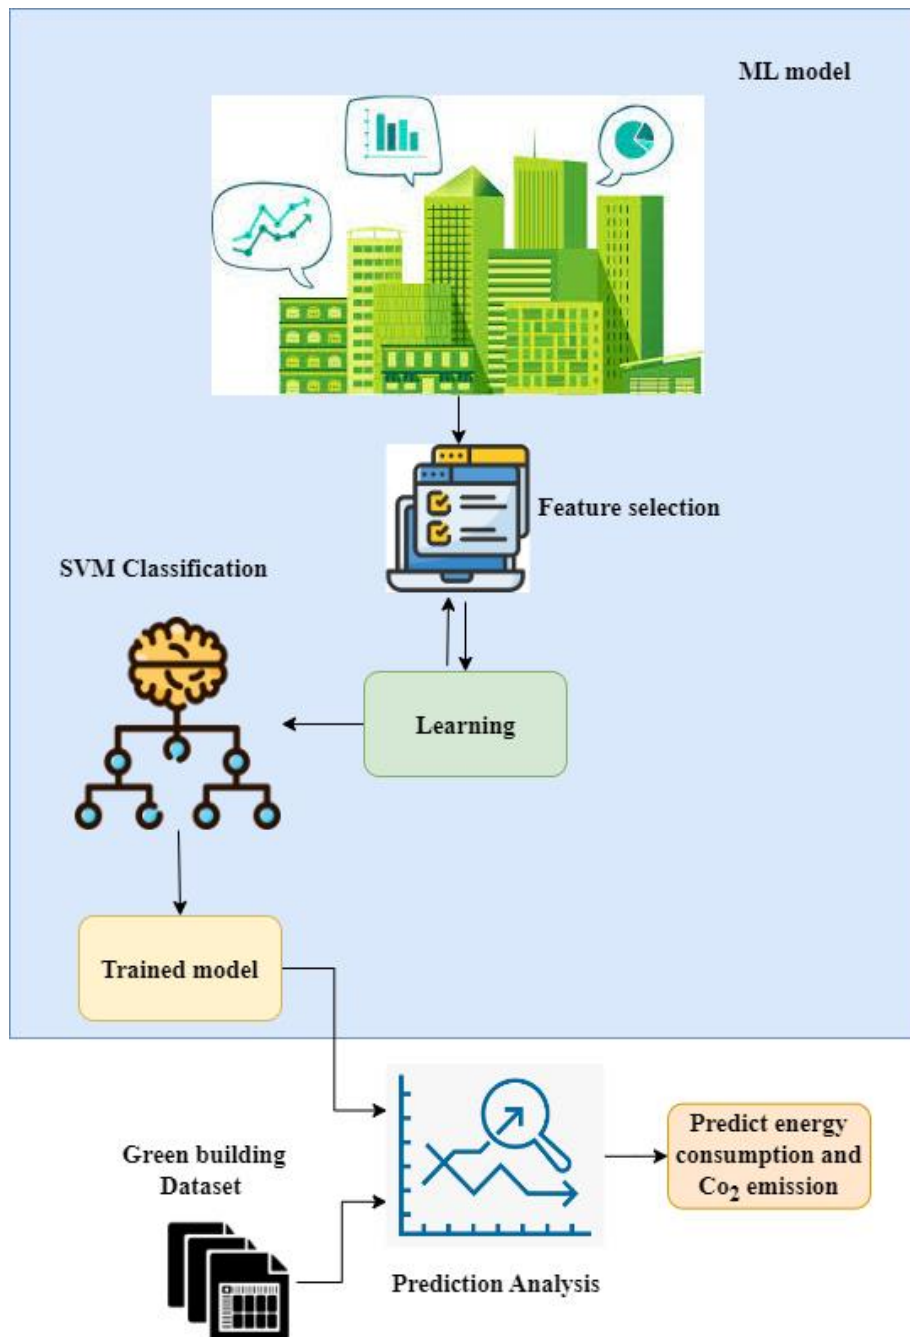 ML model
Feature selection
SVM Classification
Learning
Trained model
Green building
Dataset
Predict energy
consumption and
Co₂ emission
Prediction Analysis